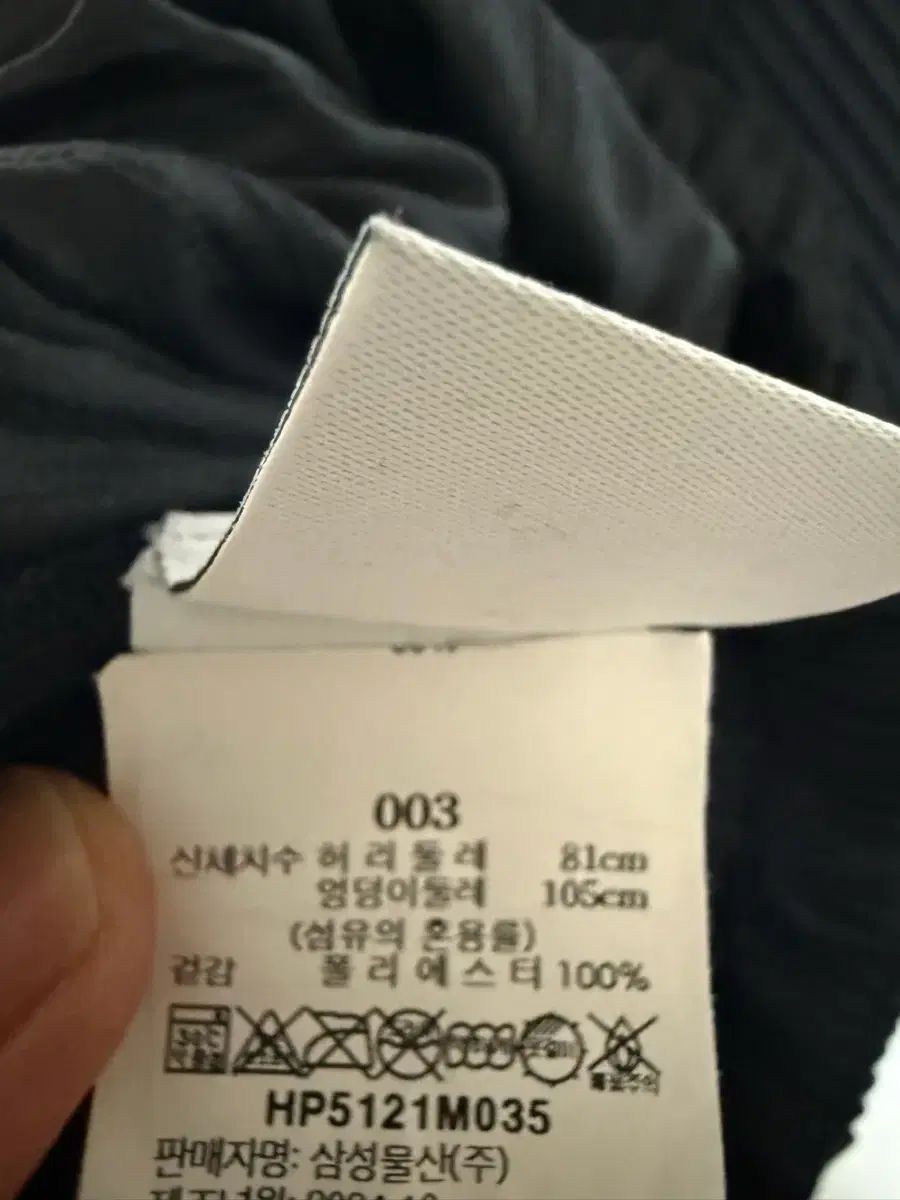 003
신체치수 허 리 둘 레 81cm
엉덩이둘레 105cm
(섬유의 혼용률)
겉감 폴 리 에 스 터 100%
30℃
HP5121M035
판매자명: 삼성물산(주)